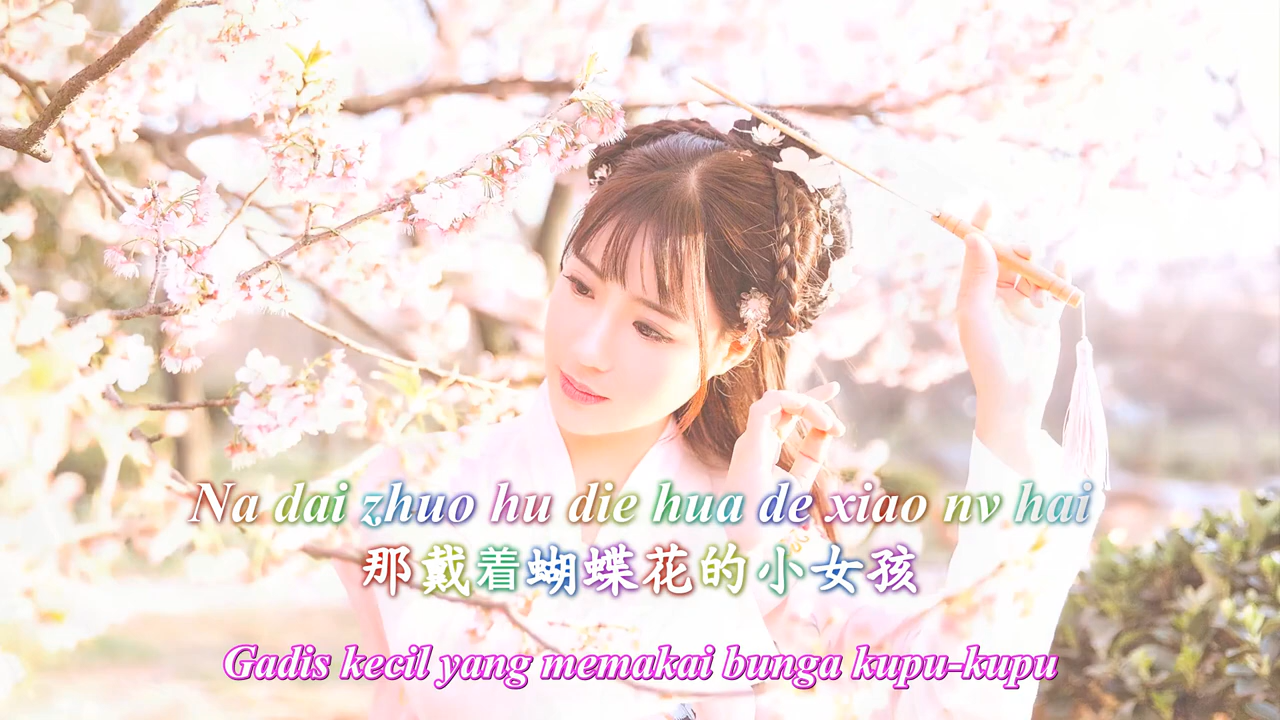 Na dai zhuo hu die hua de xiao nv hai
那戴着蝴蝶花的小女孩
Gadis kecil yang memakai bunga kupu-kupu